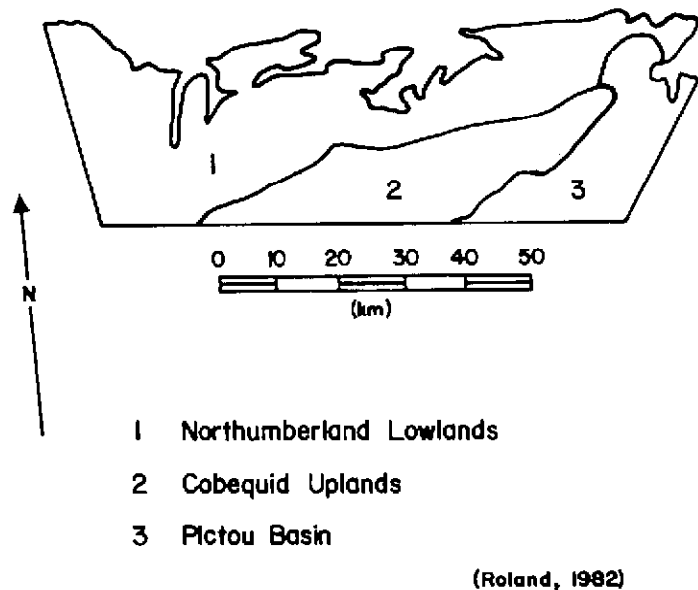 1
2
3
0 10 20 30 40 50
(km)
N
1 Northumberland Lowlands
2 Cobequid Uplands
3 Pictou Basin
(Roland, 1982)